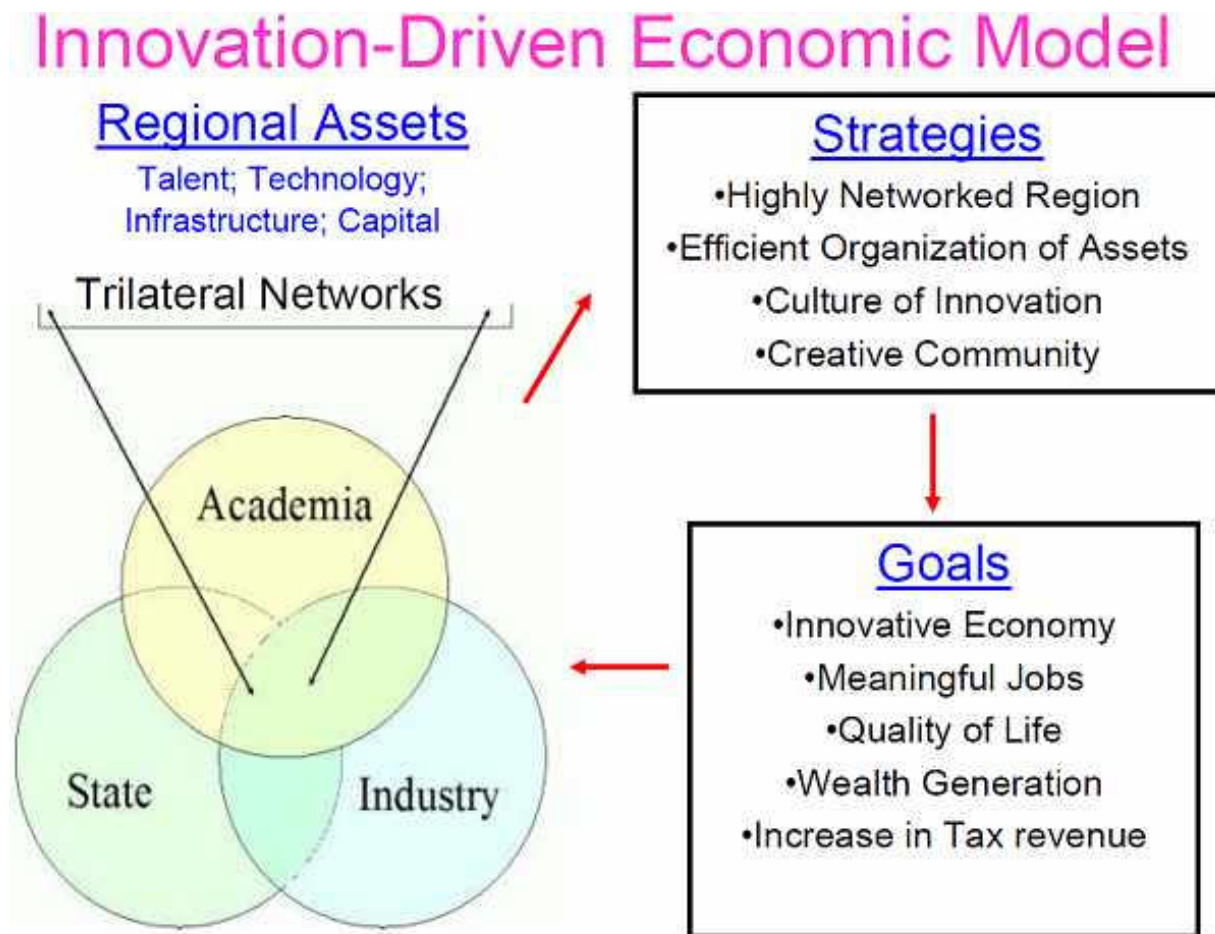 Innovation-Driven Economic Model
Regional Assets
Talent; Technology;
Infrastructure; Capital
Trilateral Networks
Academia
State
Industry
Strategies
•Highly Networked Region
•Efficient Organization of Assets
•Culture of Innovation
•Creative Community
Goals
•Innovative Economy
•Meaningful Jobs
•Quality of Life
•Wealth Generation
•Increase in Tax revenue